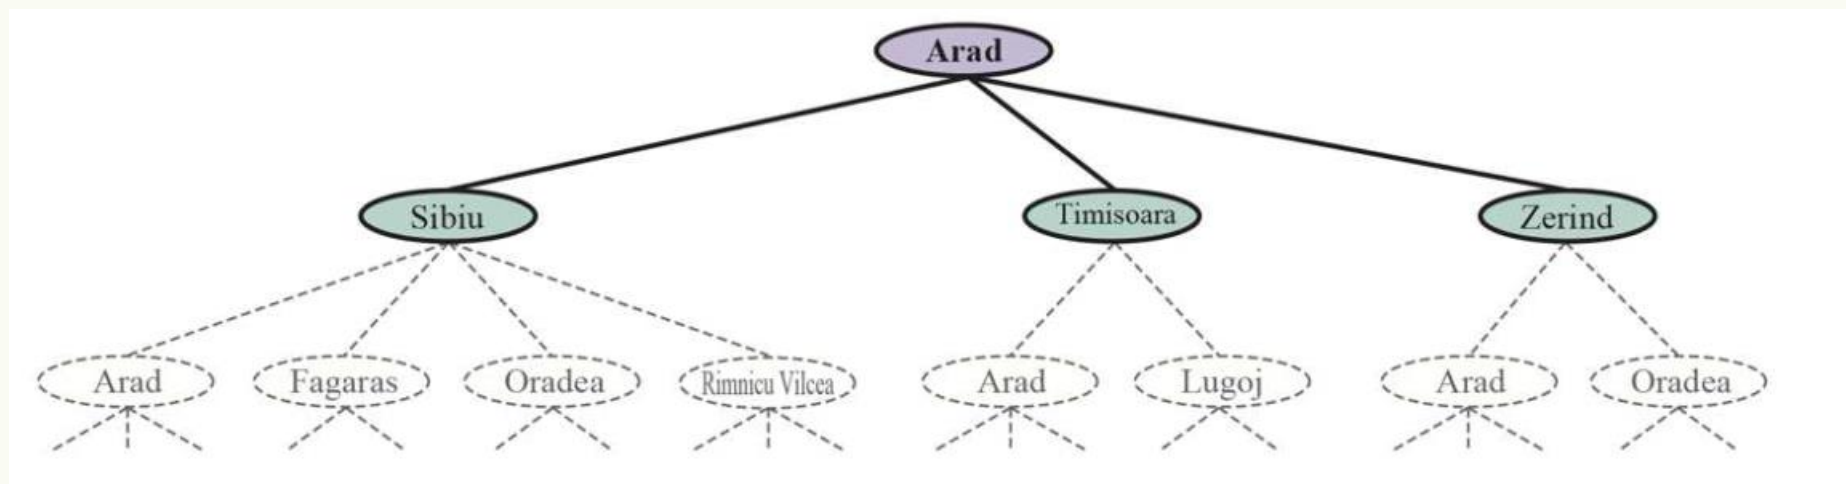 Arad
Sibiu
Timisoara
Zerind
Arad
Fagaras
Oradea
Rimnicu Vilcea
Arad
Lugoj
Arad
Oradea